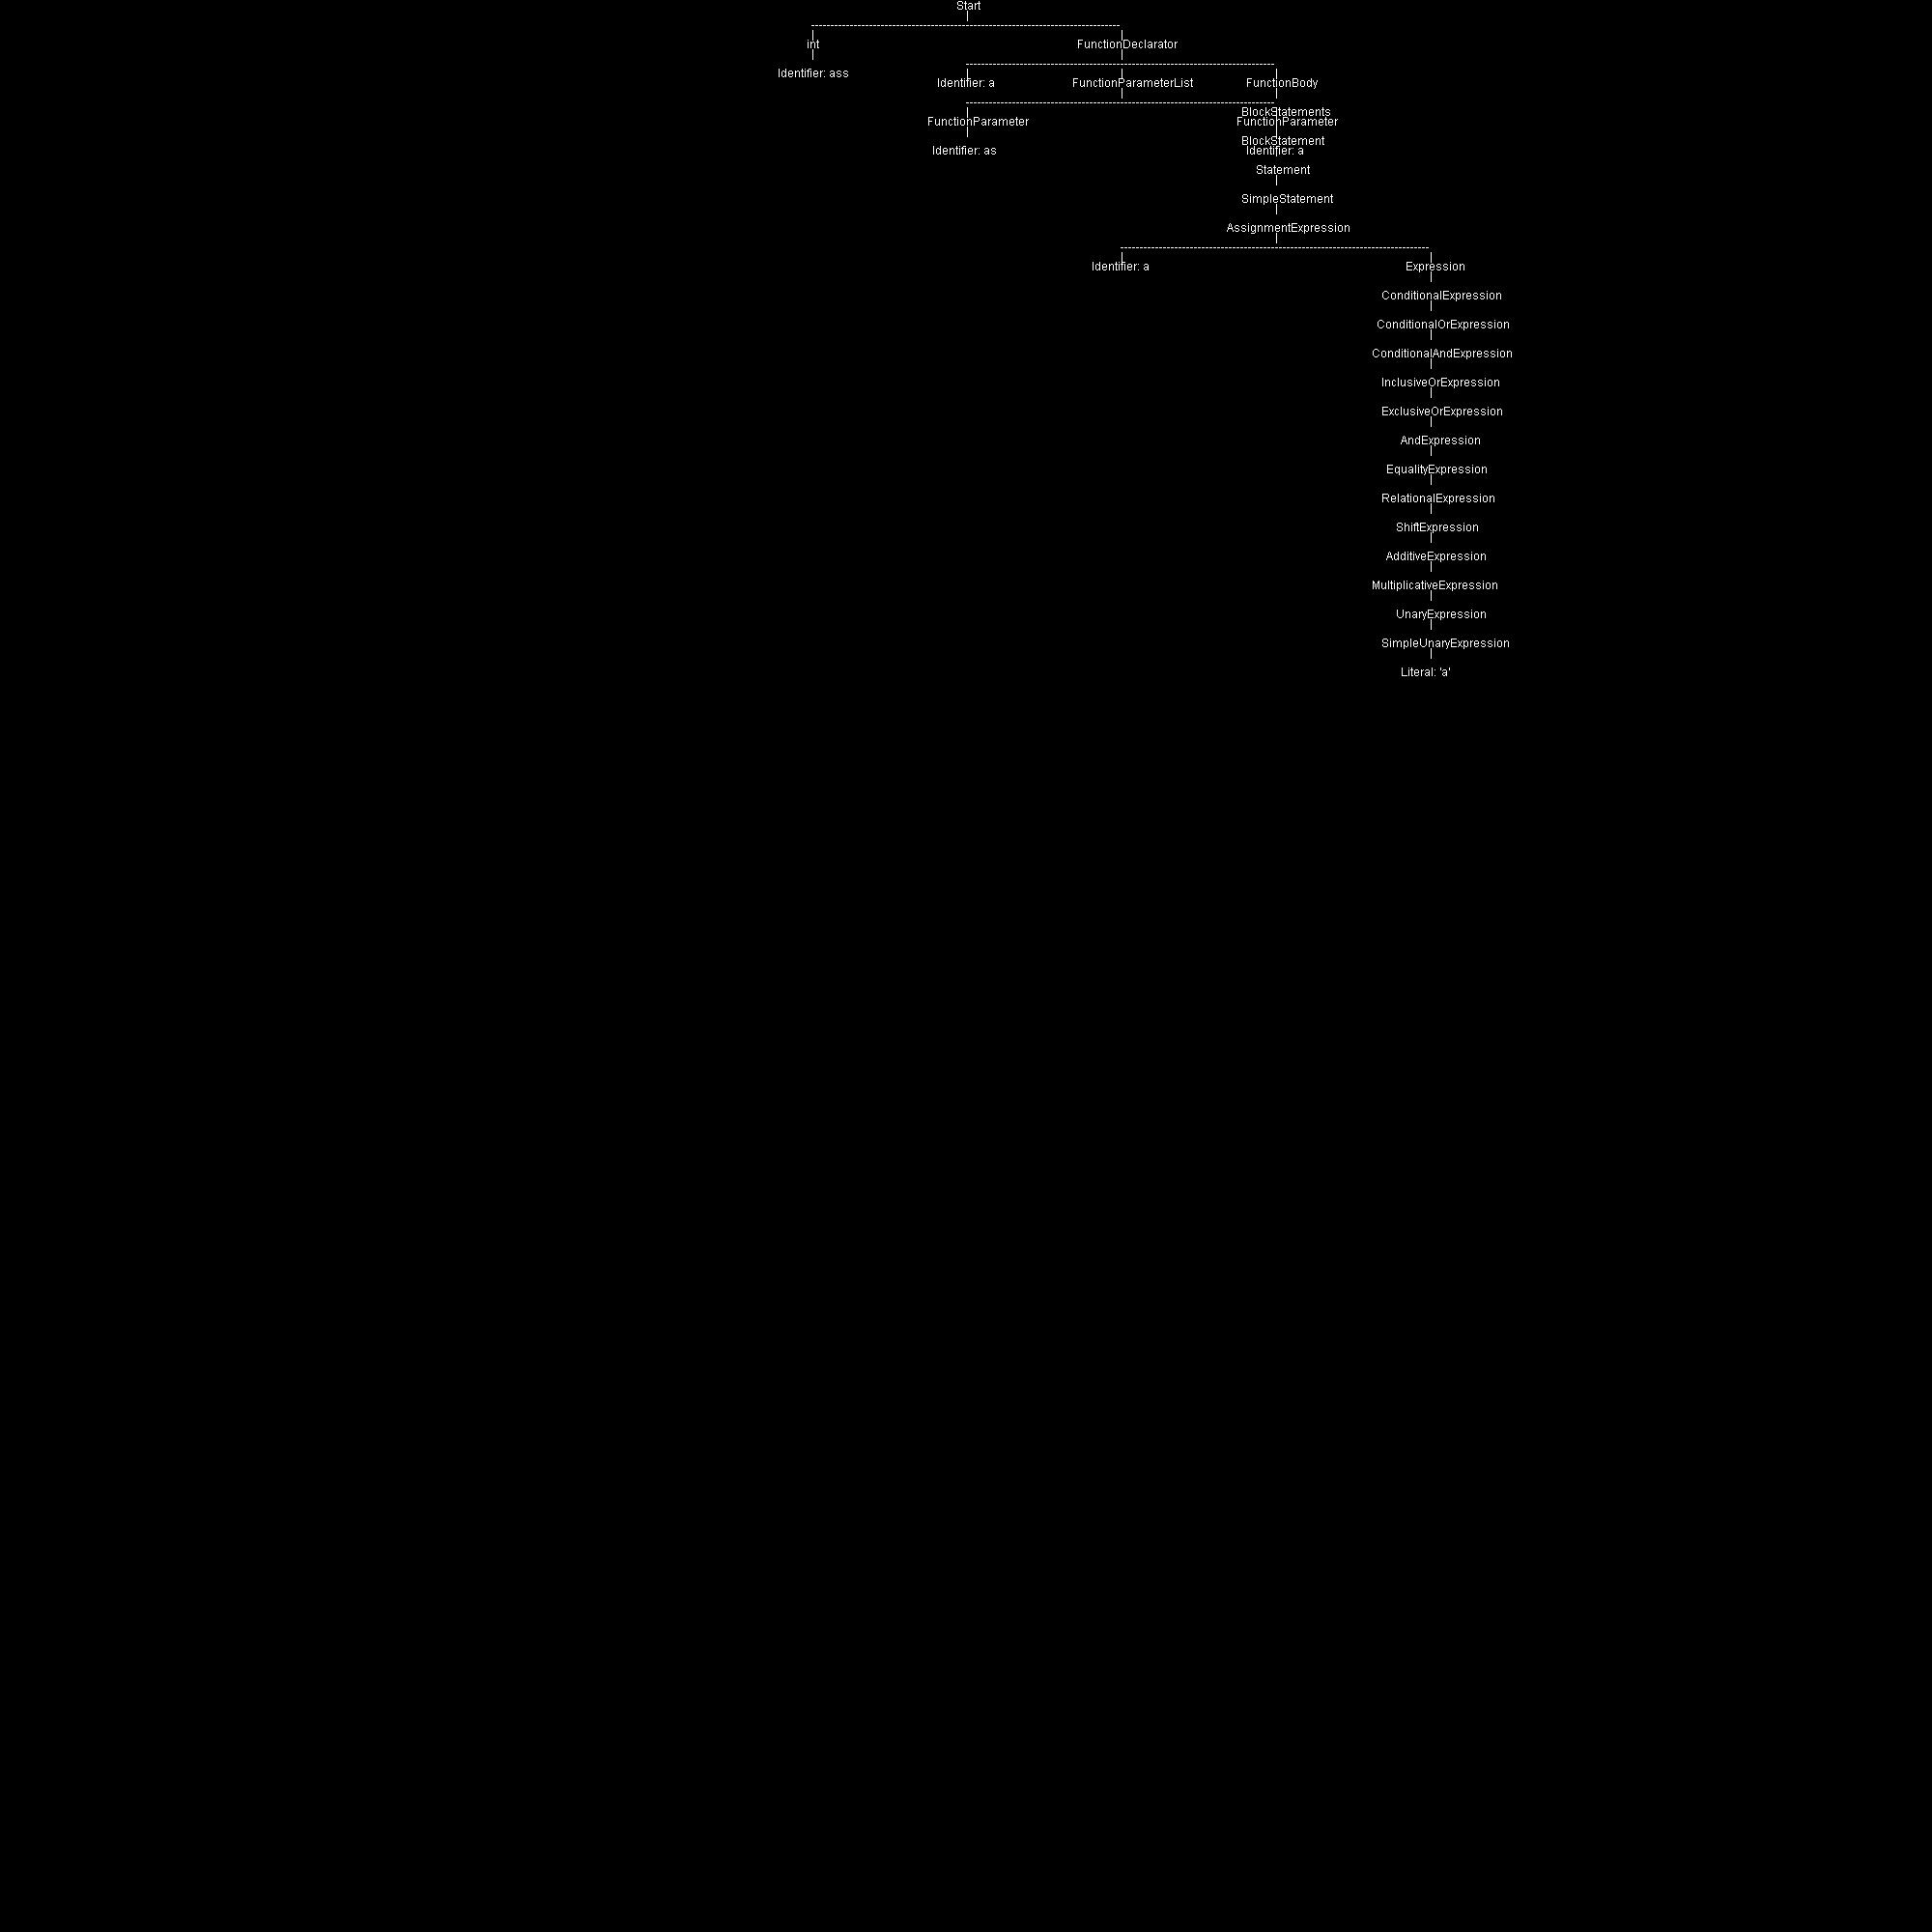 Start
int FunctionDeclarator
Identifier: ass
Identifier: a FunctionParameterList FunctionBody
BlockStatements
FunctionParameter FunctionParameter
BlockStatement
Identifier: as Identifier: a
Statement
SimpleStatement
AssignmentExpression
Identifier: a Expression
ConditionalExpression
ConditionalOrExpression
ConditionalAndExpression
InclusiveOrExpression
ExclusiveOrExpression
AndExpression
EqualityExpression
RelationalExpression
ShiftExpression
AdditiveExpression
MultiplicativeExpression
UnaryExpression
SimpleUnaryExpression
Literal: 'a'